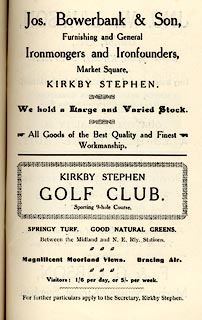 Jos. Bowerbank & Son,
Furnishing and General
Ironmongers and Ironfounders,
Market Square,
KIRKBY STEPHEN.
We hold a Large and Varied Stock.
All Goods of the Best Quality and Finest
Workmanship.
KIRKBY STEPHEN
GOLF CLUB.
Sporting 9-hole Course.
SPRINGY TURF. GOOD NATURAL GREENS.
Between the Midland and N. E. Rly. Stations.
Magnificent Moorland Views. Bracing Air.
Visitors: 1/6 per day, or 5/- per week.
For further particulars apply to the Secretary, Kirkby Stephen.